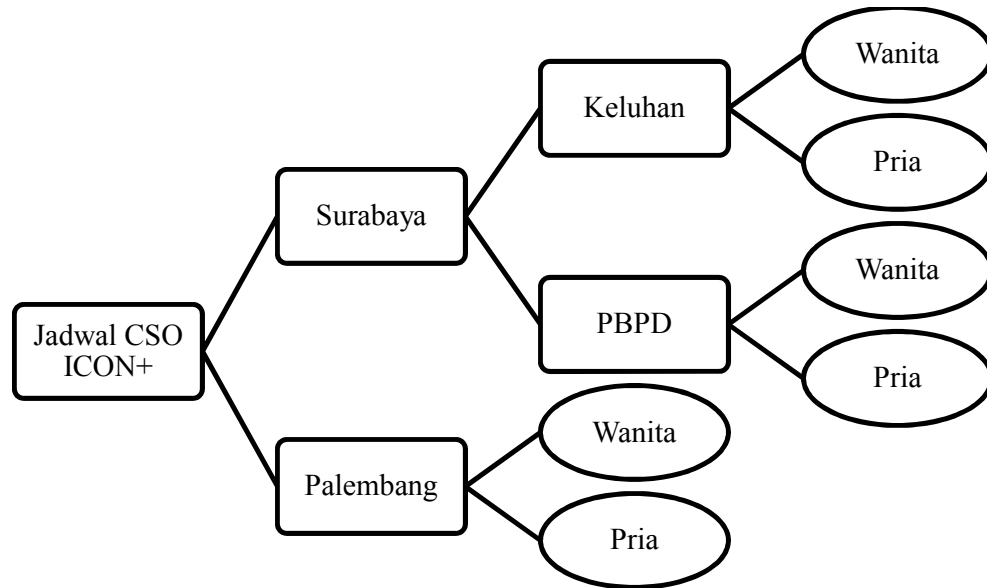 Wanita
Keluhan
Pria
Surabaya
Wanita
PBPD
Pria
Jadwal CSO
ICON+
Wanita
Palembang
Pria